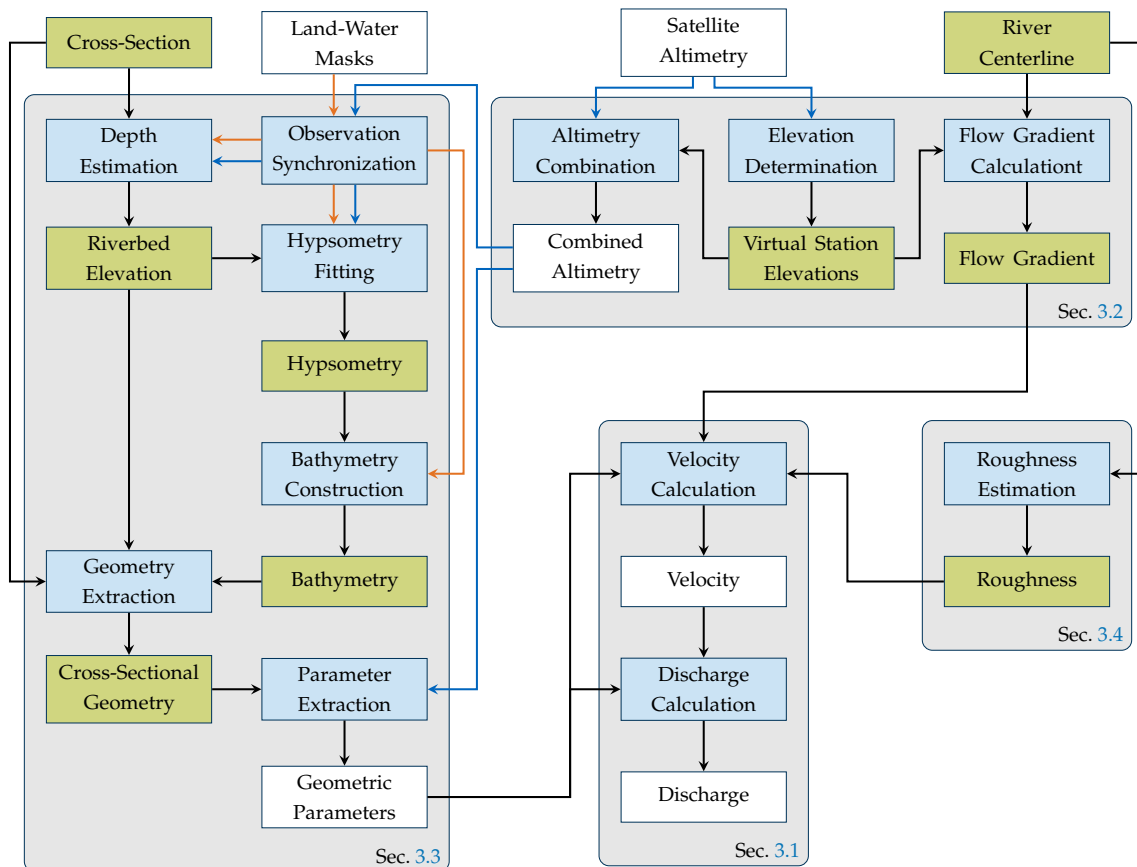 Cross-Section
Land-Water
Masks
Satellite
Altimetry
River
Centerline
Depth
Estimation
Observation
Synchronization
Altimetry
Combination
Elevation
Determination
Flow Gradient
Calculationt
Riverbed
Elevation
Hypsometry
Fitting
Combined
Altimetry
Virtual Station
Elevations
Flow Gradient
Sec. 3.2
Hypsometry
Bathymetry
Construction
Velocity
Calculation
Roughness
Estimation
Geometry
Extraction
Bathymetry
Velocity
Roughness
Sec. 3.4
Cross-Sectional
Geometry
Parameter
Extraction
Discharge
Calculation
Geometric
Parameters
Discharge
Sec. 3.3
Sec. 3.1